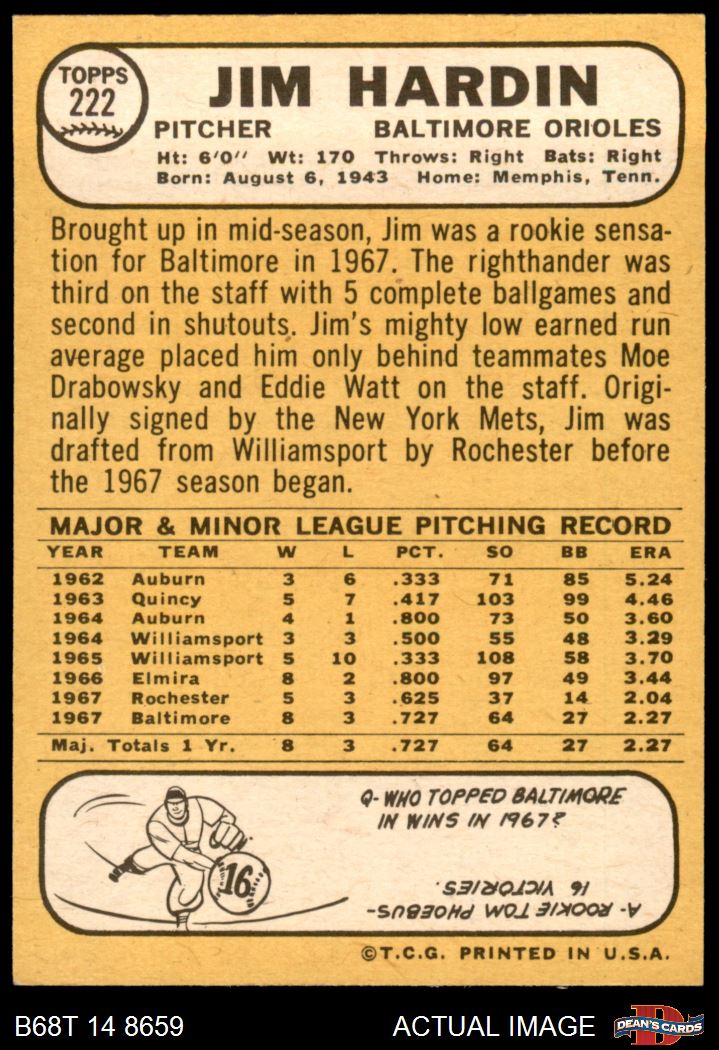 TOPPS
222
JIM HARDIN
PITCHER BALTIMORE ORIOLES
Ht: 6'0" Wt: 170 Throws: Right Bats: Right
Born: August 6, 1943 Home: Memphis, Tenn.
Brought up in mid-season, Jim was a rookie sensa-
tion for Baltimore in 1967. The righthander was
third on the staff with 5 complete ballgames and
second in shutouts. Jim's mighty low earned run
average placed him only behind teammates Moe
Drabowsky and Eddie Watt on the staff. Origi-
nally signed by the New York Mets, Jim was
drafted from Williamsport by Rochester before
the 1967 season began.
MAJOR & MINOR LEAGUE PITCHING RECORD
YEAR TEAM W L PCT. SO BB ERA
1962 Auburn 3 6 .333 71 85 5.24
1963 Quincy 5 7 .417 103 99 4.46
1964 Auburn 4 1 .800 73 50 3.60
1964 Williamsport 3 3 .500 55 48 3.29
1965 Williamsport 5 10 .333 108 58 3.70
1966 Elmira 8 2 .800 97 49 3.44
1967 Rochester 5 3 .625 37 14 2.04
1967 Baltimore 8 3 .727 64 27 2.27
Maj. Totals 1 Yr. 8 3 .727 64 27 2.27
16
Q-WHO TOPPED BALTIMORE
IN WINS IN 1967?
A-ROOKIE TOM PHOEBUS-
16 VICTORIES.
©T.C.G. PRINTED IN U.S.A.
B68T 14 8659 ACTUAL IMAGE
D
DEAN'S CARDS